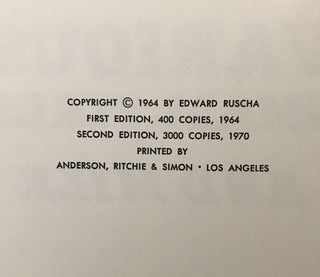 COPYRIGHT © 1964 BY EDWARD RUSCHA
FIRST EDITION, 400 COPIES, 1964
SECOND EDITION, 3000 COPIES, 1970
PRINTED BY
ANDERSON, RITCHIE & SIMON • LOS ANGELES